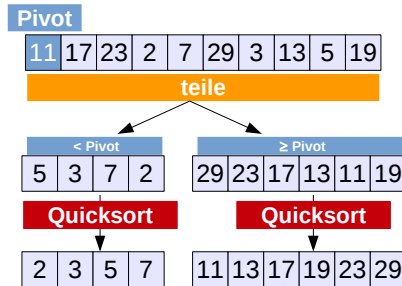 Pivot
11 17 23 2 7 29 3 13 5 19
teile
< Pivot ≥ Pivot
5 3 7 2 29 23 17 13 11 19
Quicksort Quicksort
2 3 5 7 11 13 17 19 23 29